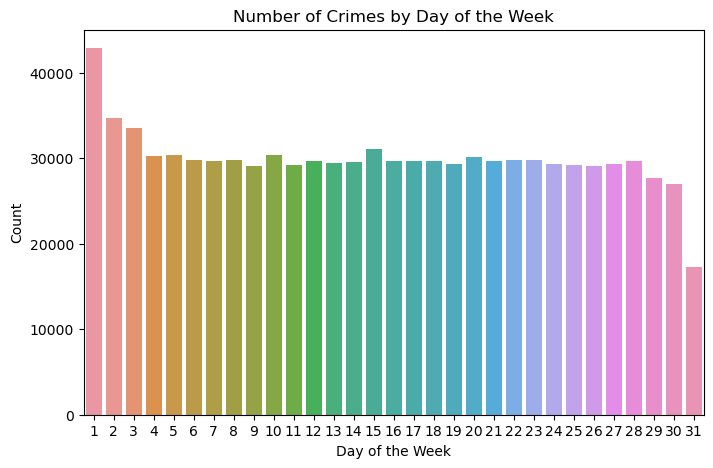 Number of Crimes by Day of the Week
Count
40000
30000
20000
10000
0
1 2 3 4 5 6 7 8 9 10 11 12 13 14 15 16 17 18 19 20 21 22 23 24 25 26 27 28 29 30 31
Day of the Week